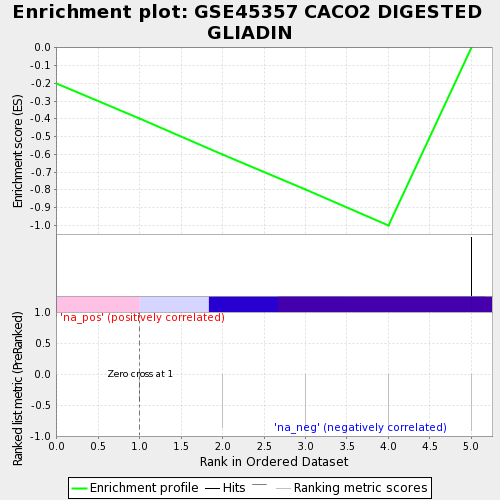 Enrichment plot: GSE45357 CACO2 DIGESTED
GLIADIN
Enrichment score (ES)
0.0
-0.1
-0.2
-0.3
-0.4
-0.5
-0.6
-0.7
-0.8
-0.9
-1.0
Ranked list metric (PreRanked)
1.0
0.5
0.0
-0.5
-1.0
'na_pos' (positively correlated)
Zero cross at 1
'na_neg' (negatively correlated)
0.0 0.5 1.0 1.5 2.0 2.5 3.0 3.5 4.0 4.5 5.0
Rank in Ordered Dataset
Enrichment profile Hits Ranking metric scores